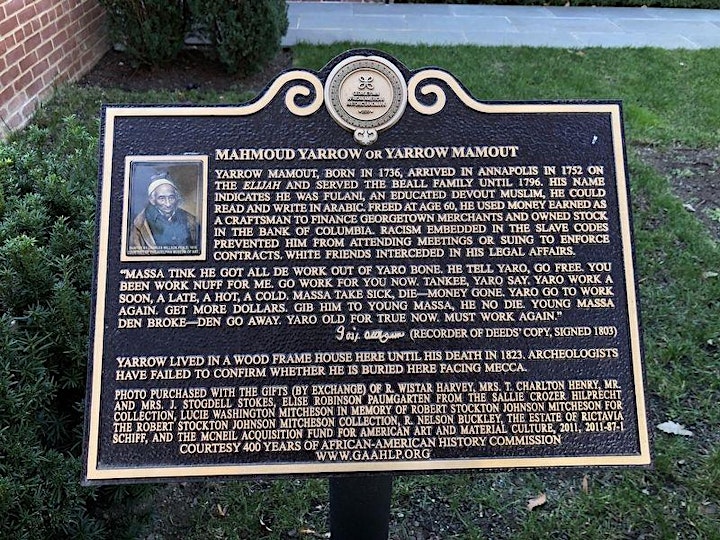 MAHMOUD YARROW OR YARROW MAMOUT
YARROW MAMOUT, BORN IN 1736, ARRIVED IN ANNAPOLIS IN 1752 ON
THE ELIJAH AND SERVED THE BEALL FAMILY UNTIL 1796. HIS NAME
INDICATES HE WAS FULANI, AN EDUCATED DEVOUT MUSLIM, HE COULD
READ AND WRITE IN ARABIC. FREED AT AGE 60, HE USED MONEY EARNED AS
A CRAFTSMAN TO FINANCE GEORGETOWN MERCHANTS AND OWNED STOCK
IN THE BANK OF COLUMBIA. RACISM EMBEDDED IN THE SLAVE CODES
PREVENTED HIM FROM ATTENDING MEETINGS OR SUING TO ENFORCE
CONTRACTS. WHITE FRIENDS INTERCEDED IN HIS LEGAL AFFAIRS.
“MASSA TINK HE GOT ALL DE WORK OUT OF YARO BONE. HE TELL YARO, GO FREE. YOU
BEEN WORK NUFF FOR ME. GO WORK FOR YOU NOW. TANKEE, YARO SAY. YARO WORK A
SOON, A LATE, A HOT, A COLD. MASSA TAKE SICK, DIE—MONEY GONE. YARO GO TO WORK
AGAIN. GET MORE DOLLARS. GIB HIM TO YOUNG MASSA, HE NO DIE. YOUNG MASSA
DEN BROKE—DEN GO AWAY. YARO OLD FOR TRUE NOW. MUST WORK AGAIN.”
(RECORDER OF DEEDS’ COPY, SIGNED 1803)
YARROW LIVED IN A WOOD FRAME HOUSE HERE UNTIL HIS DEATH IN 1823. ARCHEOLOGISTS
HAVE FAILED TO CONFIRM WHETHER HE IS BURIED HERE FACING MECCA.
PHOTO PURCHASED WITH THE GIFTS (BY EXCHANGE) OF R. WISTAR HARVEY, MRS. T. CHARLTON HENRY, MR.
AND MRS. J. STOGDELL STOKES, ELISE ROBINSON PAUMGARTEN FROM THE SALLIE CROZER HILPRECHT
COLLECTION, LUCIE WASHINGTON MITCHESON IN MEMORY OF ROBERT STOCKTON JOHNSON MITCHESON FOR
THE ROBERT STOCKTON JOHNSON MITCHESON COLLECTION, R. NELSON BUCKLEY, THE ESTATE OF RICTAVIA
SCHIFF, AND THE MCNEIL ACQUISITION FUND FOR AMERICAN ART AND MATERIAL CULTURE, 2011, 2011-87-1
COURTESY 400 YEARS OF AFRICAN-AMERICAN HISTORY COMMISSION
WWW.GAAHLP.ORG